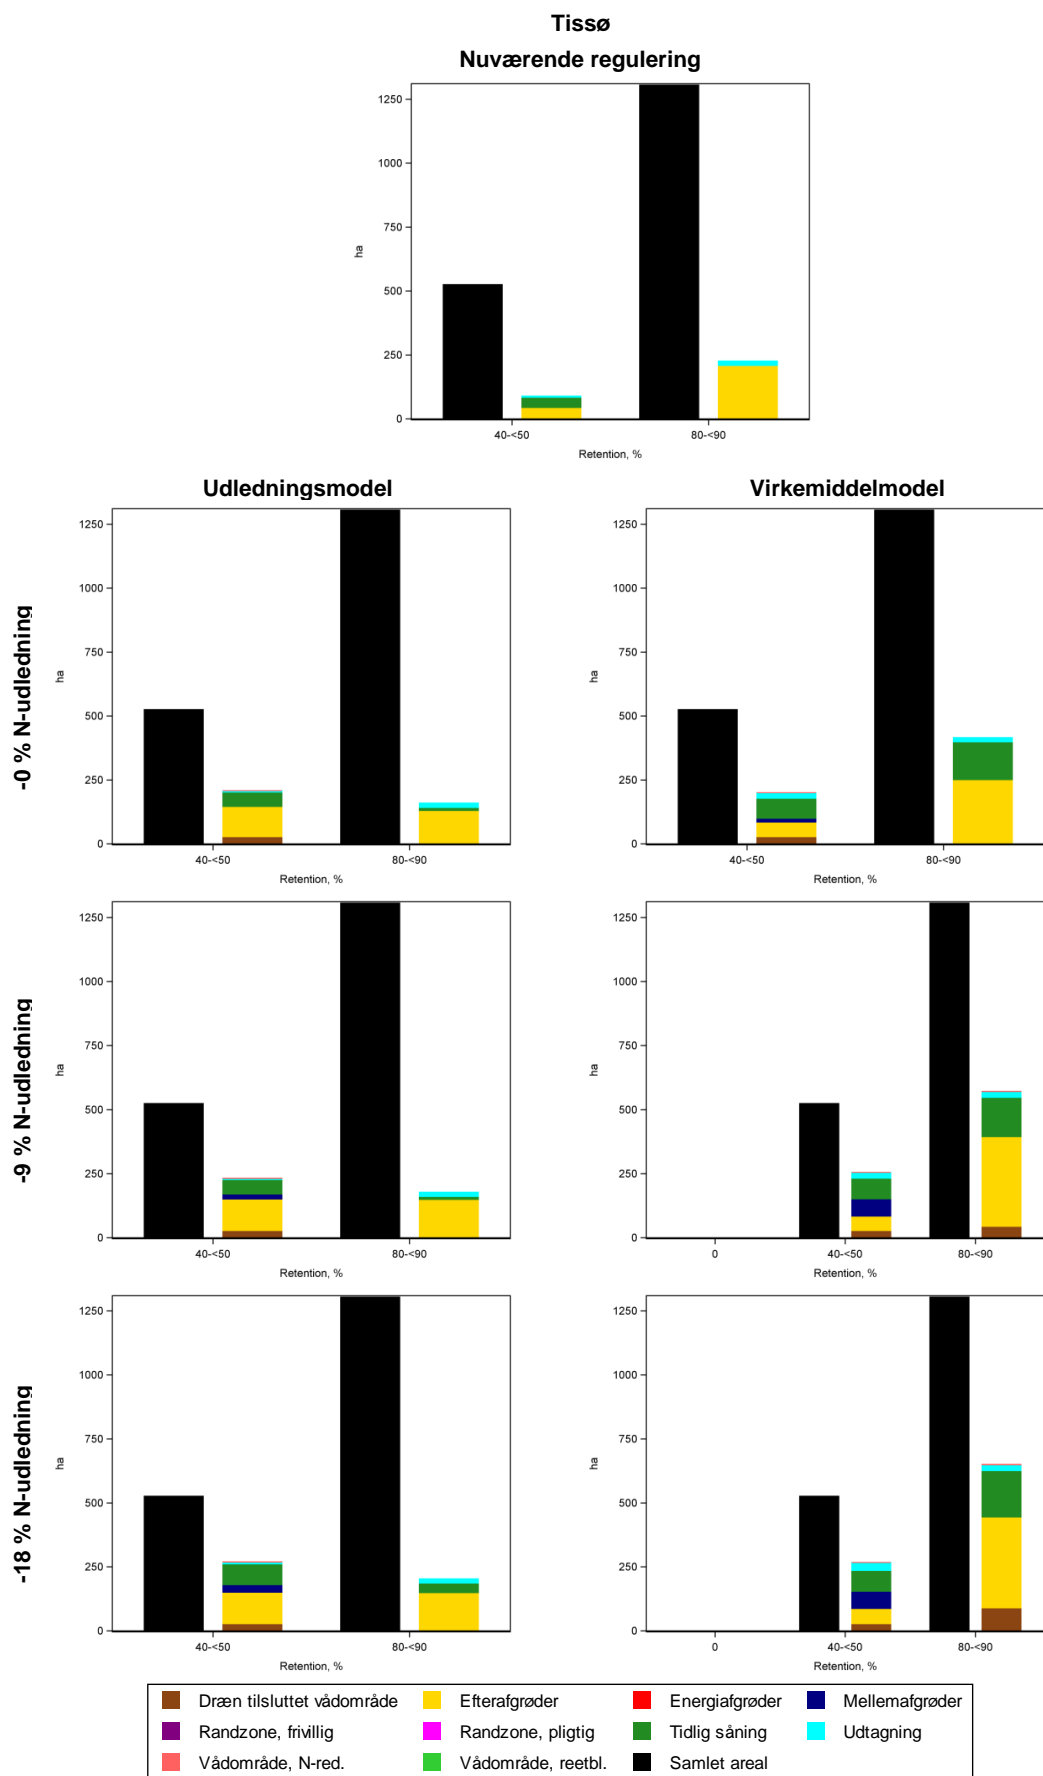 Tissø
Nuværende regulering
1250
1000
750
500
250
0
ha
40-<50
80-<90
Retention, %
Udledningsmodel
Virkemiddelmodel
-0 % N-udledning
1250
1000
750
500
250
0
ha
40-<50
80-<90
Retention, %
1250
1000
750
500
250
0
ha
40-<50
80-<90
Retention, %
-9 % N-udledning
1250
1000
750
500
250
0
ha
40-<50
80-<90
Retention, %
1250
1000
750
500
250
0
ha
0
40-<50
80-<90
Retention, %
-18 % N-udledning
1250
1000
750
500
250
0
ha
40-<50
80-<90
Retention, %
1250
1000
750
500
250
0
ha
0
40-<50
80-<90
Retention, %
Dræn tilsluttet vådområde
Efterafgrøder
Energiafgrøder
Mellemafgrøder
Randzone, frivillig
Randzone, pligtig
Tidlig såning
Udtagning
Vådområde, N-red.
Vådområde, reetbl.
Samlet areal